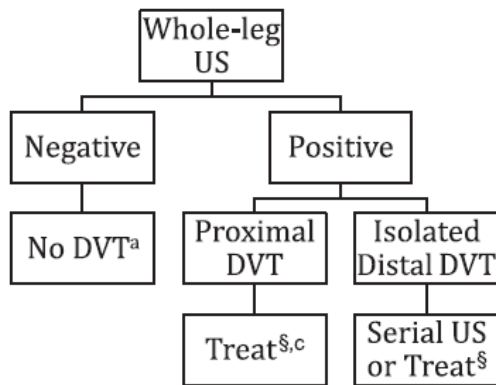 Whole-leg
US
Negative
Positive
No DVTᵃ
Proximal
DVT
Isolated
Distal DVT
Treat§,c
Serial US
or Treat§